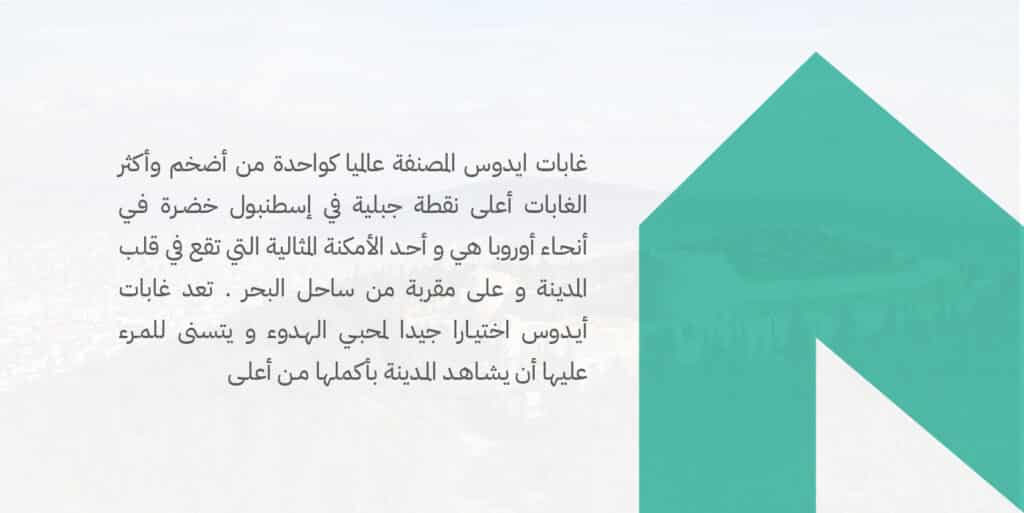 غابات ايدوس المصنفة عالميا كواحدة من أضخم وأكثر
الغابات أعلى نقطة جبلية في إسطنبول خضرة في
أنحاء أوروبا هي و أحد الأمكنة المثالية التي تقع في قلب
المدينة و على مقربة من ساحل البحر . تعد غابات
أيدوس اختيارا جيدا لمحبي الهدوء و يتسنى للمرء
عليها أن يشاهد المدينة بأكملها من أعلى